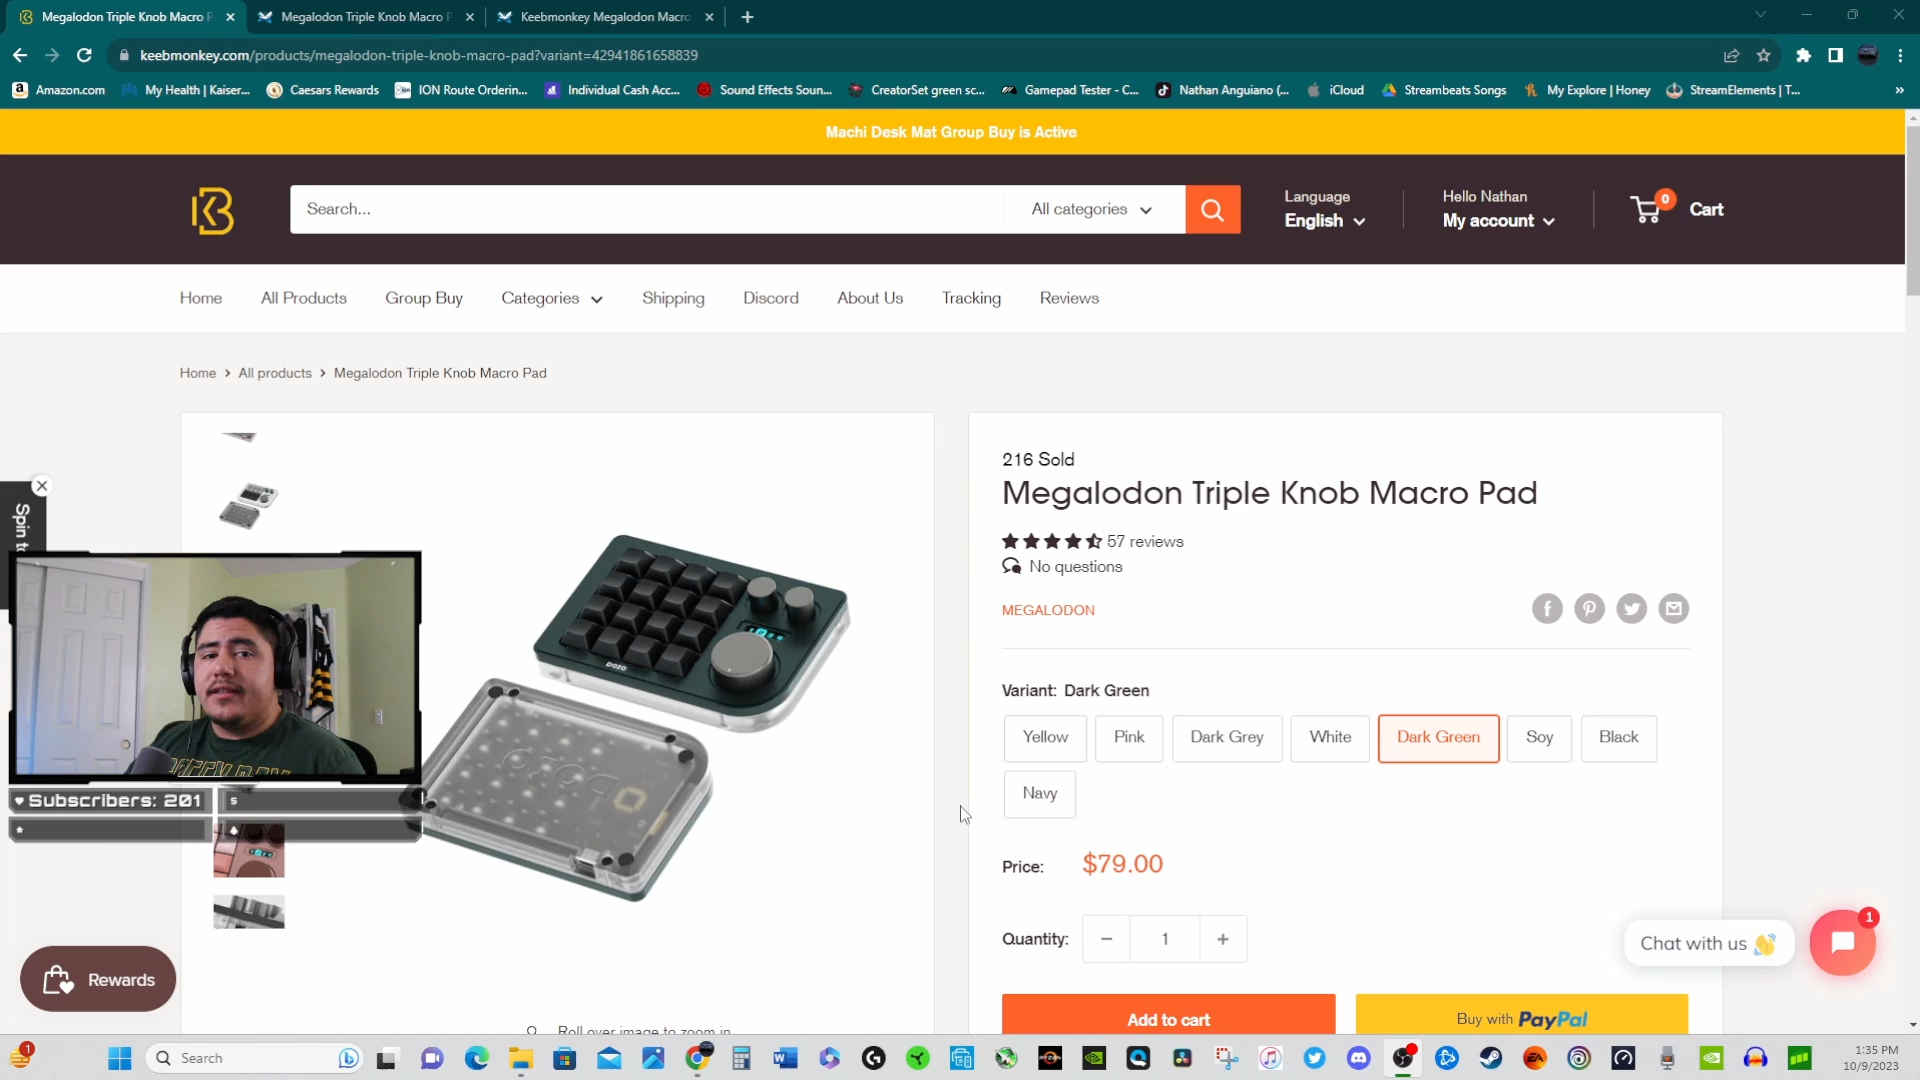 Megalodon Triple Knob Macro P
Megalodon Triple Knob Macro P
Keebmonkey Megalodon Macro
keebmonkey.com/products/megalodon-triple-knob-macro-pad?variant=42941861658839
Amazon.com
My Health | Kaiser...
Caesars Rewards
ION Route Orderin...
Individual Cash Acc...
Sound Effects Soun...
CreatorSet green sc...
Gamepad Tester - C...
Nathan Anguiano (...
iCloud
Streambeats Songs
My Explore | Honey
StreamElements | T...
Machi Desk Mat Group Buy is Active
Search...
All categories
Language
English
Hello Nathan
My account
0
Cart
Home
All Products
Group Buy
Categories
Shipping
Discord
About Us
Tracking
Reviews
Home > All products > Megalodon Triple Knob Macro Pad
216 Sold
Megalodon Triple Knob Macro Pad
57 reviews
No questions
MEGALODON
Variant: Dark Green
Yellow
Pink
Dark Grey
White
Dark Green
Soy
Black
Navy
Price:
$79.00
Quantity:
1
Add to cart
Buy with PayPal
Spin to
DOIO
DOIO
Subscribers: 201
S
Roll over image to zoom in
Rewards
Chat with us
1
1
Search
1:35 PM
10/9/2023